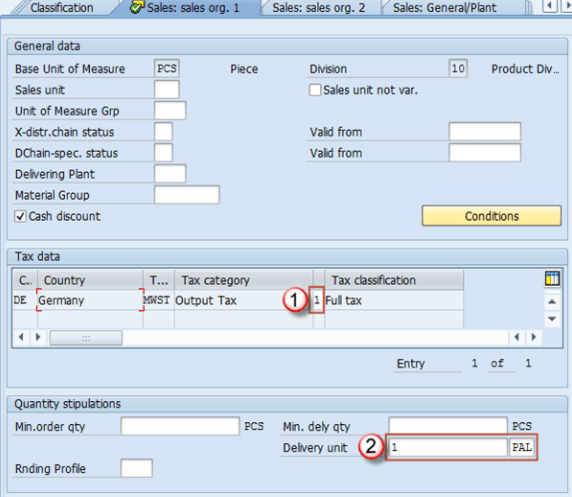 Classification Sales: sales org. 1 Sales: sales org. 2 Sales: General/Plant
General data
Base Unit of Measure PCS Piece Division 10 Product Div...
Sales unit Sales unit not var.
Unit of Measure Grp
X-distr.chain status Valid from
DChain-spec. status Valid from
Delivering Plant
Material Group
Cash discount Conditions
Tax data
C.. Country T... Tax category Tax classification
DE Germany MWST Output Tax 1 1 Full tax
Entry 1 of 1
Quantity stipulations
Min.order qty PCS Min. dely qty PCS
Delivery unit 2 1 PAL
Rnding Profile